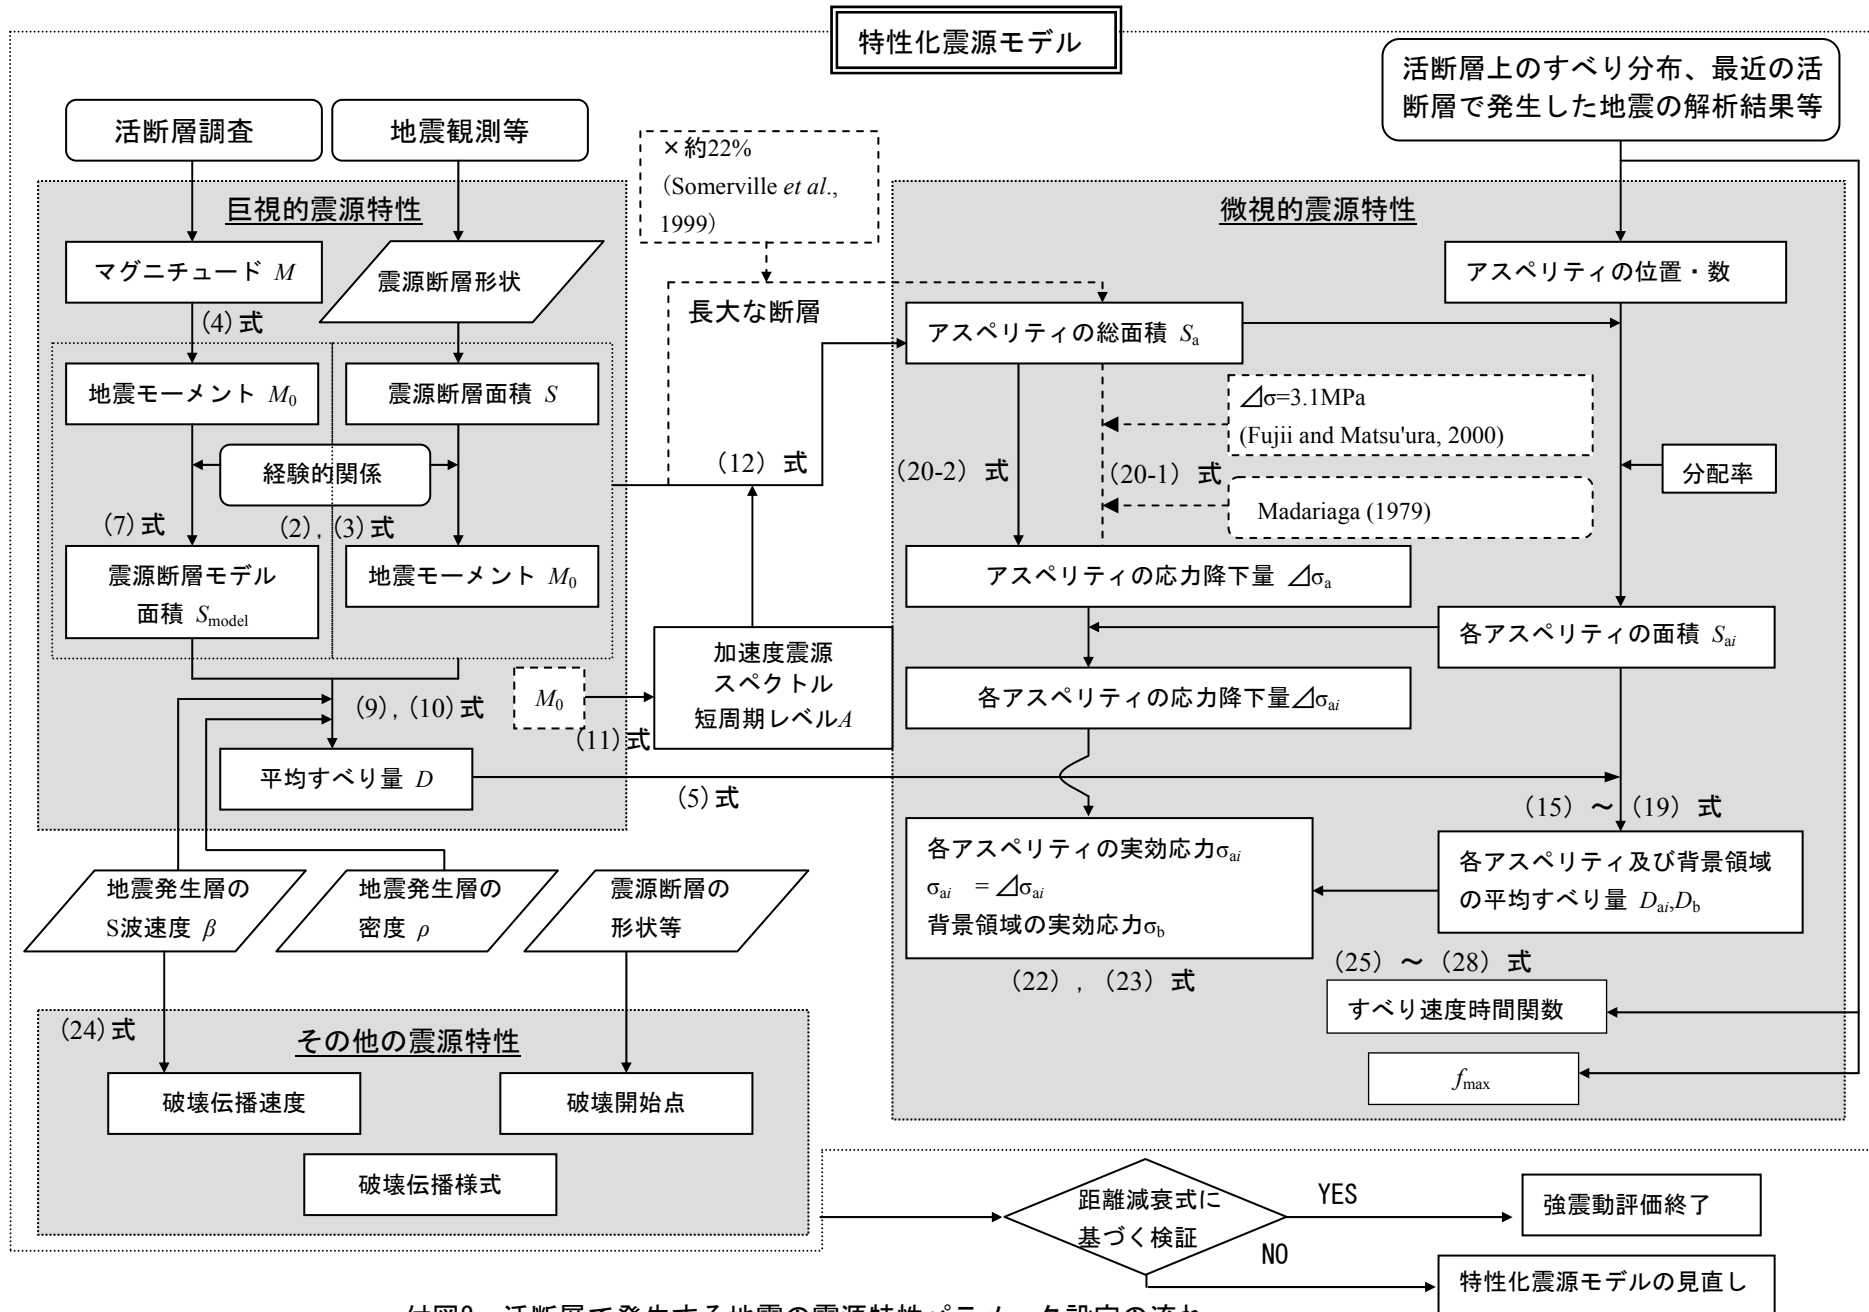 特性化震源モデル
活断層上のすべり分布、最近の活
断層で発生した地震の解析結果等
活断層調査
地震観測等
×約22%
（Somerville et al.,
1999）
巨視的震源特性
微視的震源特性
マグニチュード M
震源断層形状
アスペリティの位置・数
(4)式
長大な断層
アスペリティの総面積 Sa
地震モーメント M0
震源断層面積 S
⊿σ=3.1MPa
(Fujii and Matsu'ura, 2000)
経験的関係
（12）式
（20-2）式
（20-1）式
分配率
Madariaga (1979)
(7)式
(2),(3)式
震源断層モデル
面積 Smodel
地震モーメント M0
アスペリティの応力降下量 ⊿σa
各アスペリティの面積 Sai
加速度震源
スペクトル
短周期レベルA
M0
各アスペリティの応力降下量⊿σai
(9),(10)式
(11)式
平均すべり量 D
(5)式
（15）～（19）式
各アスペリティの実効応力σai
σai =⊿σai
背景領域の実効応力σb
各アスペリティ及び背景領域
の平均すべり量 Dai,Db
地震発生層の
S波速度 β
地震発生層の
密度 ρ
震源断層の
形状等
（22）,（23）式
（25）～（28）式
すべり速度時間関数
(24)式
その他の震源特性
fmax
破壊伝播速度
破壊開始点
破壊伝播様式
距離減衰式に
基づく検証
YES
強震動評価終了
NO
特性化震源モデルの見直し